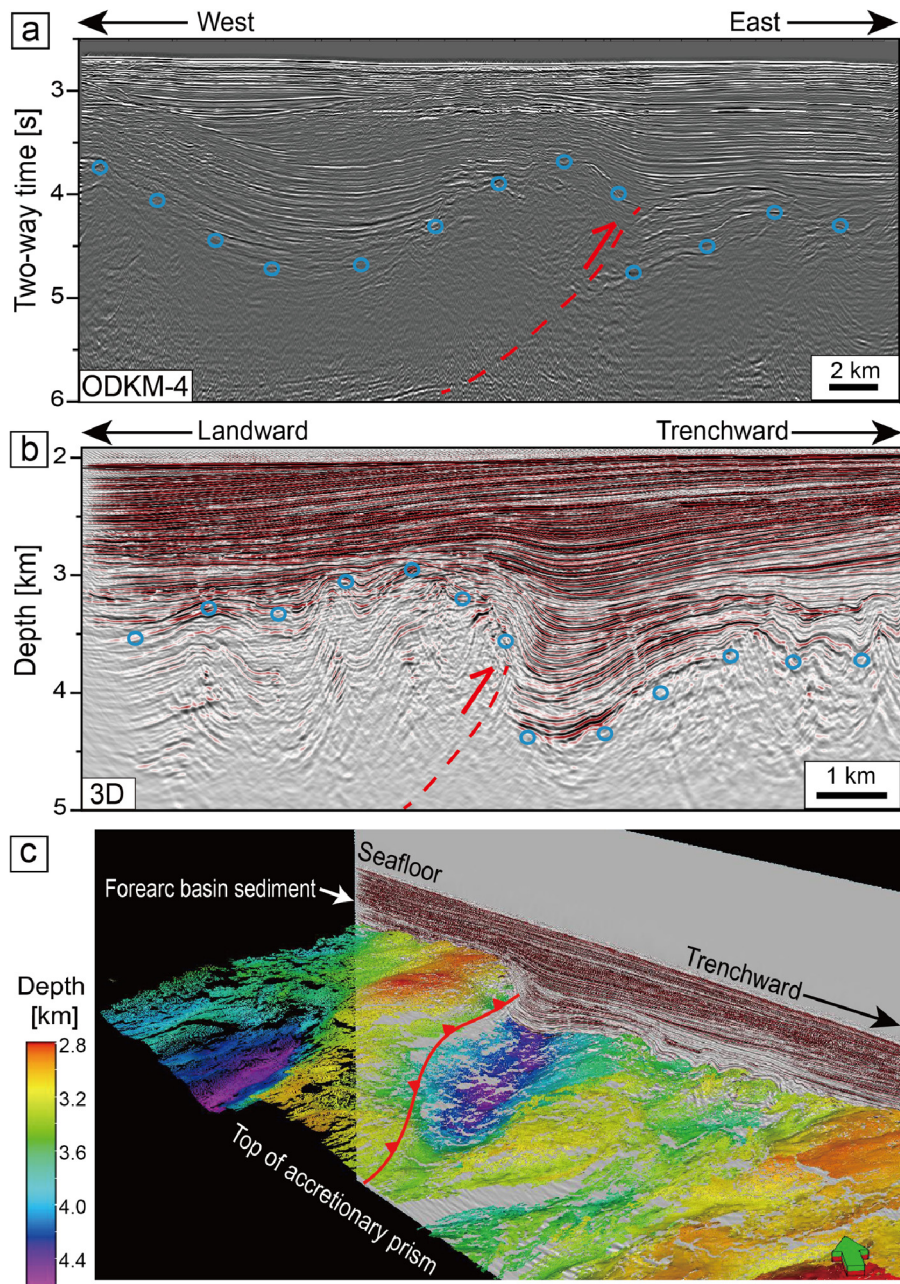 a
West
East
Two-way time [s]
3
4
5
6
ODKM-4
2 km
b
Landward
Trenchward
Depth [km]
2
3
4
5
3D
1 km
c
Seafloor
Forearc basin sediment
Trenchward
Depth
[km]
2.8
3.2
3.6
4.0
4.4
Top of accretionary prism